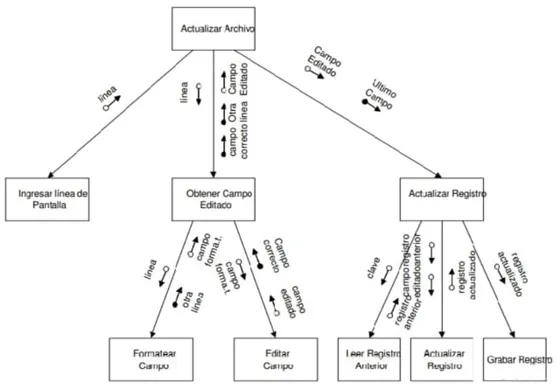 Actualizar Archivo
línea
línea
Campo
Editado
Otra
línea
campo
correcto
Campo
Editado
Ultimo
Campo
Ingresar línea de
Pantalla
Obtener Campo
Editado
Actualizar Registro
línea
otra
línea
campo
forma.t.
campo
forma.t.
Campo
correcto
campo
editado
clave
registro
anterior
campo
editado
registro
anterior
registro
actualizado
registro
actualizado
Formatear
Campo
Editar
Campo
Leer Registro
Anterior
Actualizar
Registro
Grabar Registro